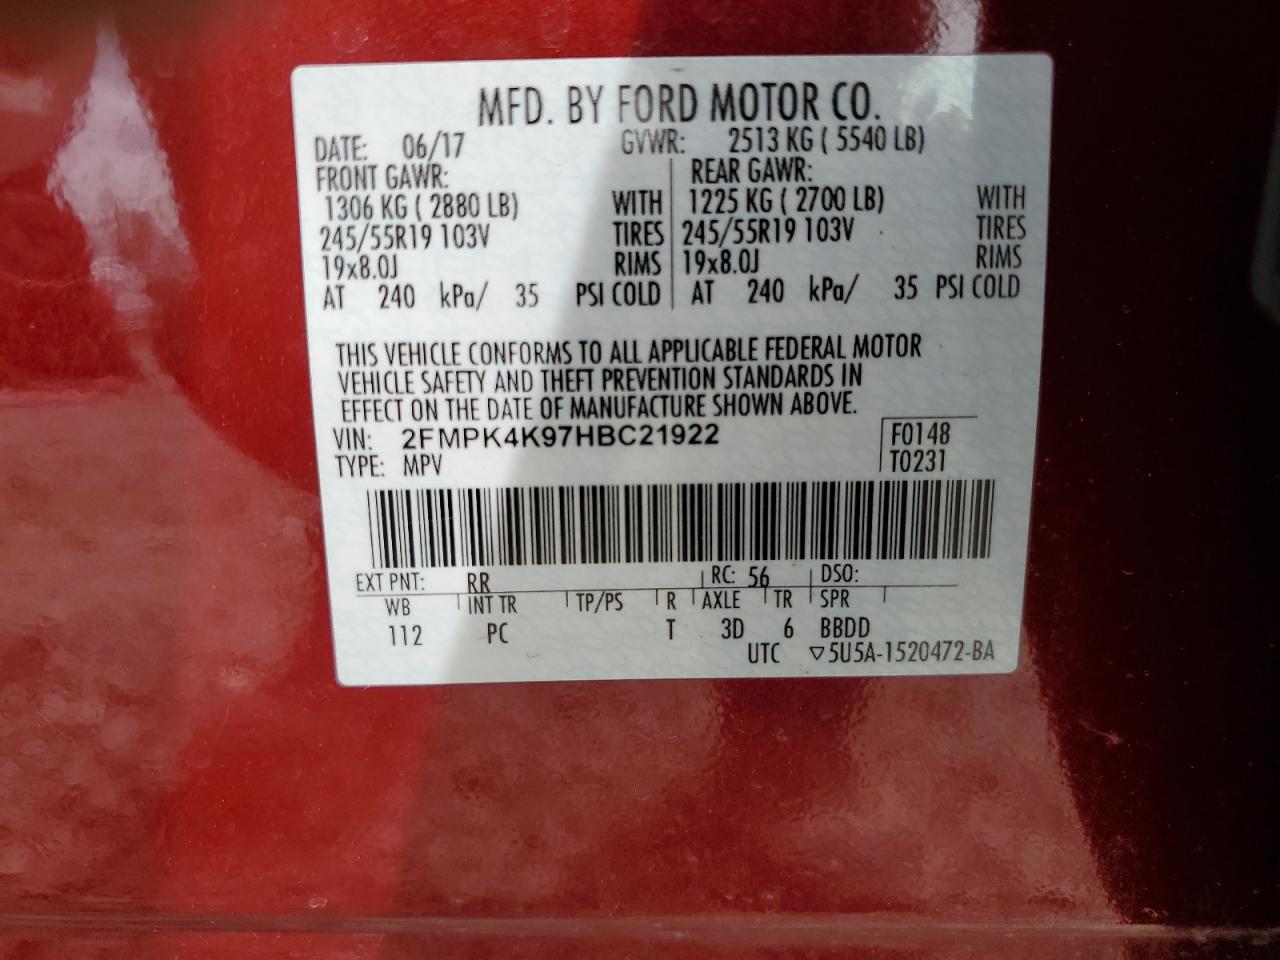 MFD. BY FORD MOTOR CO.
DATE: 06/17 GVWR: 2513 KG ( 5540 LB)
FRONT GAWR: REAR GAWR:
1306 KG ( 2880 LB) WITH 1225 KG ( 2700 LB) WITH
245/55R19 103V TIRES 245/55R19 103V TIRES
19x8.0J RIMS 19x8.0J RIMS
AT 240 kPa/ 35 PSI COLD AT 240 kPa/ 35 PSI COLD
THIS VEHICLE CONFORMS TO ALL APPLICABLE FEDERAL MOTOR
VEHICLE SAFETY AND THEFT PREVENTION STANDARDS IN
EFFECT ON THE DATE OF MANUFACTURE SHOWN ABOVE.
VIN: 2FMPK4K97HBC21922 F0148
TYPE: MPV T0231
EXT PNT: RR RC: 56 DSO:
WB INT TR TP/PS R AXLE TR SPR
112 PC T 3D 6 BBDD
UTC ▽5U5A-1520472-BA